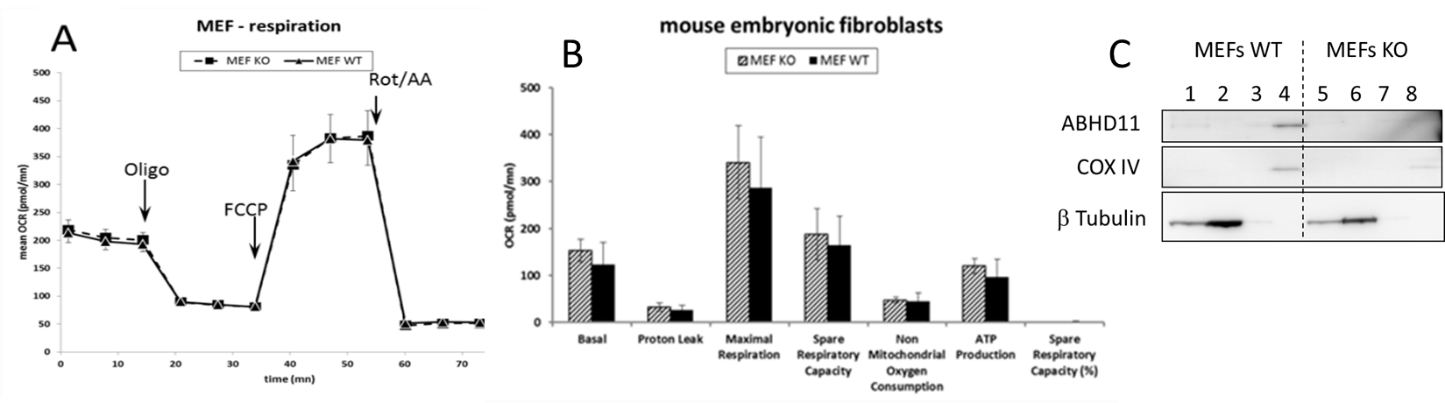 A
MEF - respiration
MEF KO
MEF WT
Rot/AA
Oligo
FCCP
mean OCR (pmol/mn)
500
450
400
350
300
250
200
150
100
50
0
0 10 20 30 40 50 60 70
time (mn)
mouse embryonic fibroblasts
B
MEF KO
MEF WT
OCR (pmol/mn)
500
400
300
200
100
0
Basal
Proton Leak
Maximal
Respiration
Spare
Respiratory
Capacity
Non
Mitochondrial
Oxygen
Consumption
ATP
Production
Spare
Respiratory
Capacity (%)
C
MEFs WT MEFs KO
1 2 3 4 5 6 7 8
ABHD11
COX IV
β Tubulin